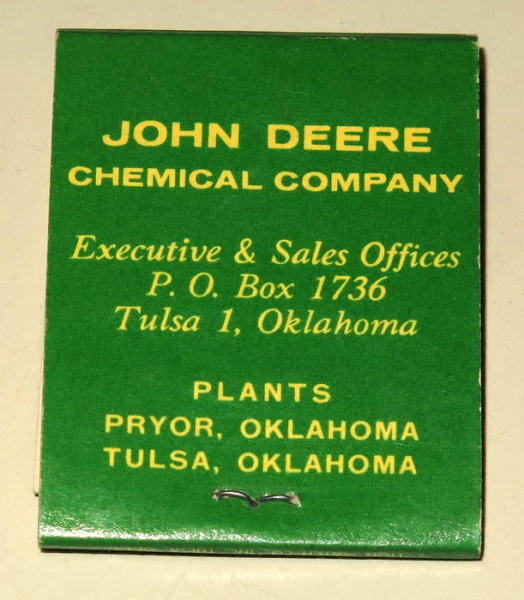 JOHN DEERE
CHEMICAL COMPANY
Executive & Sales Offices
P. O. Box 1736
Tulsa 1, Oklahoma
PLANTS
PRYOR, OKLAHOMA
TULSA, OKLAHOMA